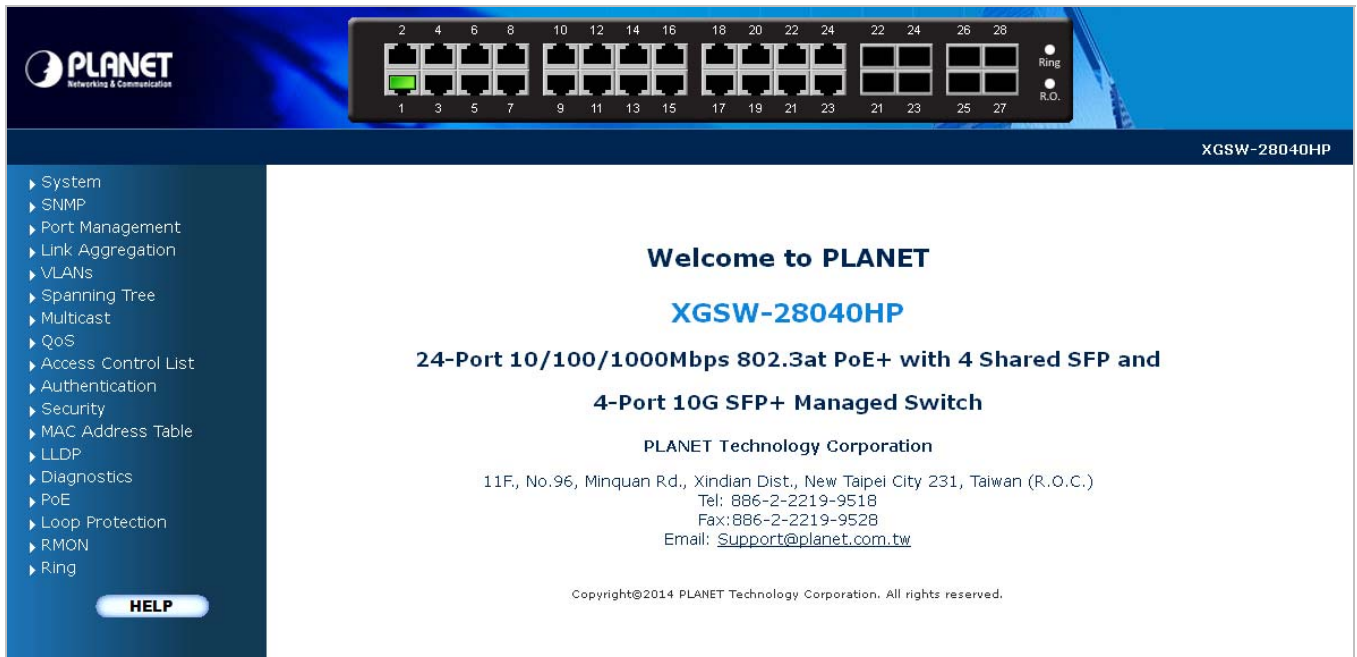 2 4 6 8 10 12 14 16 18 20 22 24 22 24 26 28
PLANET
Networking & Communication
Ring
R.O.
1 3 5 7 9 11 13 15 17 19 21 23 21 23 25 27
XGSW-28040HP
System
SNMP
Port Management
Link Aggregation
VLANs
Spanning Tree
Multicast
QoS
Access Control List
Authentication
Security
MAC Address Table
LLDP
Diagnostics
PoE
Loop Protection
RMON
Ring
HELP
Welcome to PLANET
XGSW-28040HP
24-Port 10/100/1000Mbps 802.3at PoE+ with 4 Shared SFP and
4-Port 10G SFP+ Managed Switch
PLANET Technology Corporation
11F., No.96, Minquan Rd., Xindian Dist., New Taipei City 231, Taiwan (R.O.C.)
Tel: 886-2-2219-9518
Fax:886-2-2219-9528
Email: Support@planet.com.tw
Copyright©2014 PLANET Technology Corporation. All rights reserved.